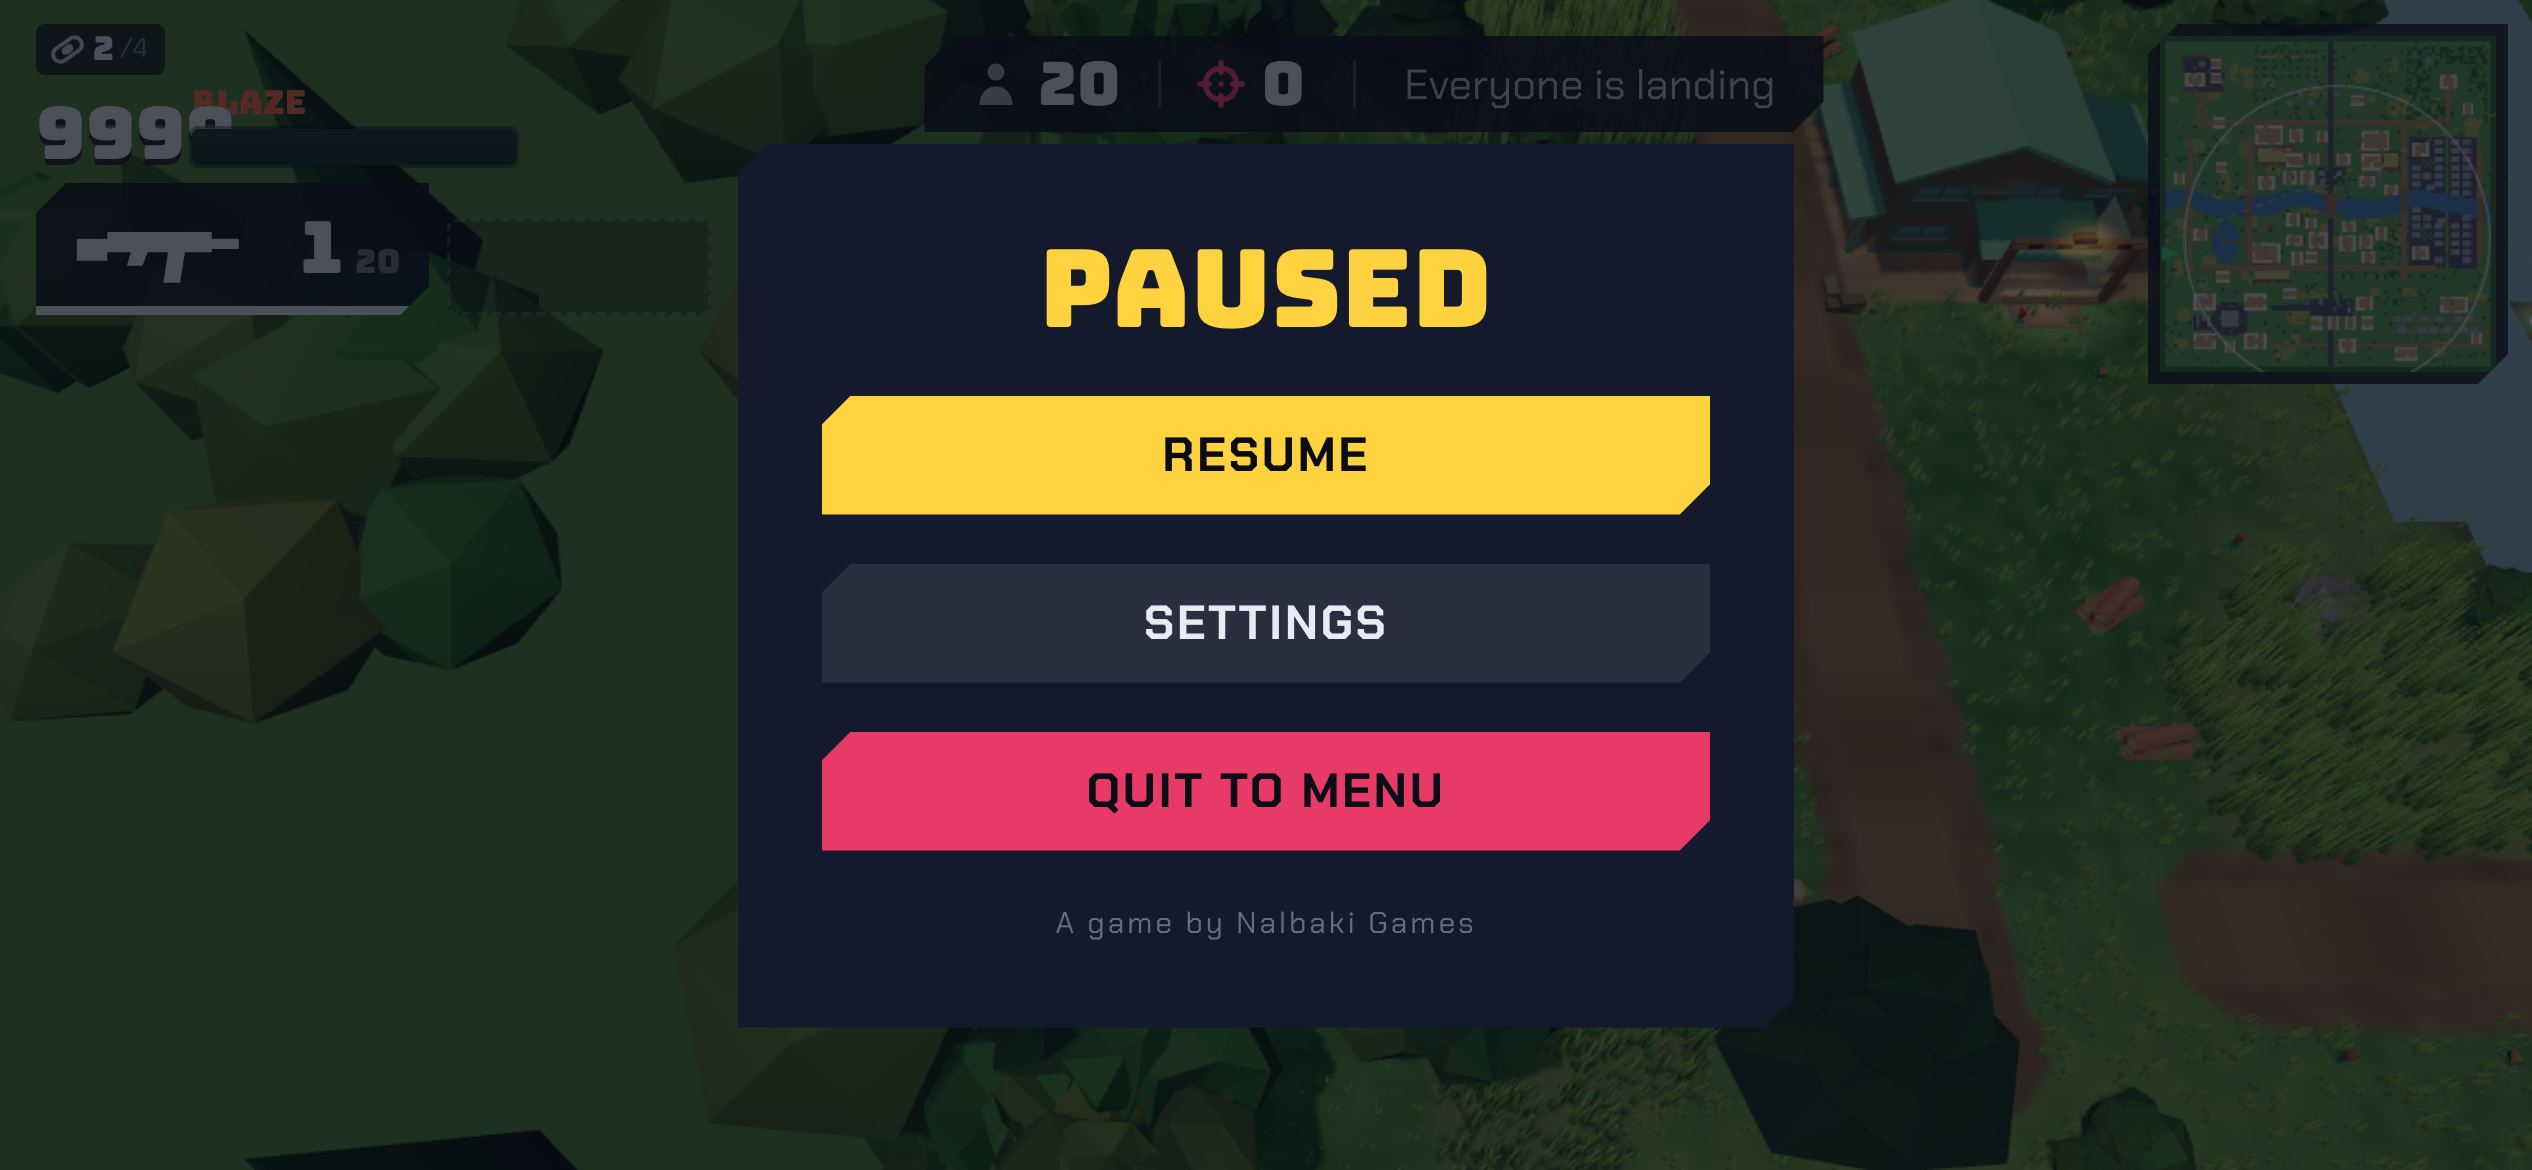 2 /4
BLAZE
9999
1 20
20 0 Everyone is landing
PAUSED
RESUME
SETTINGS
QUIT TO MENU
A game by Nalbaki Games